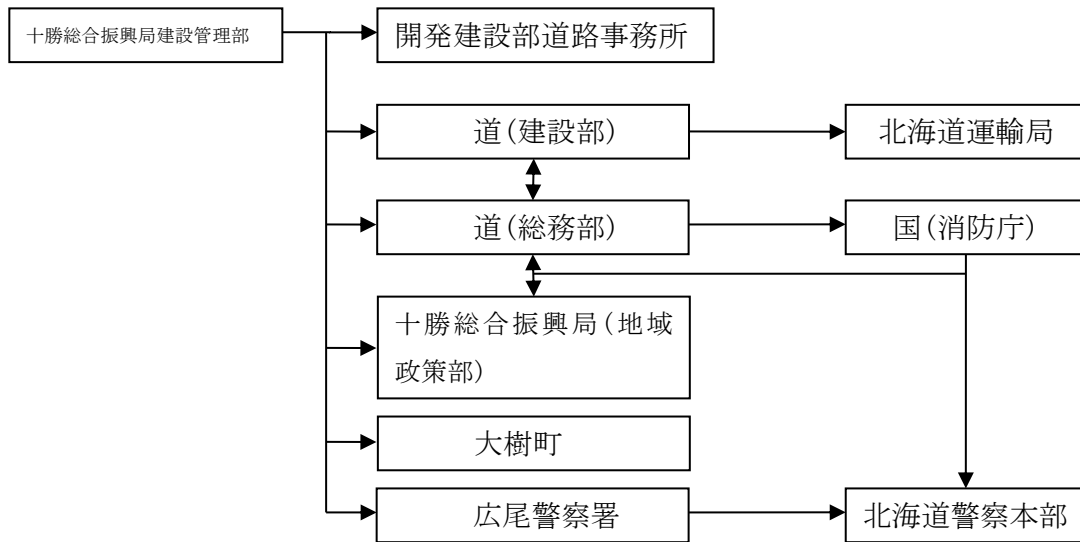 十勝総合振興局建設管理部
開発建設部道路事務所
道(建設部)
北海道運輸局
道(総務部)
国(消防庁)
十勝総合振興局(地域
政策部)
大樹町
広尾警察署
北海道警察本部